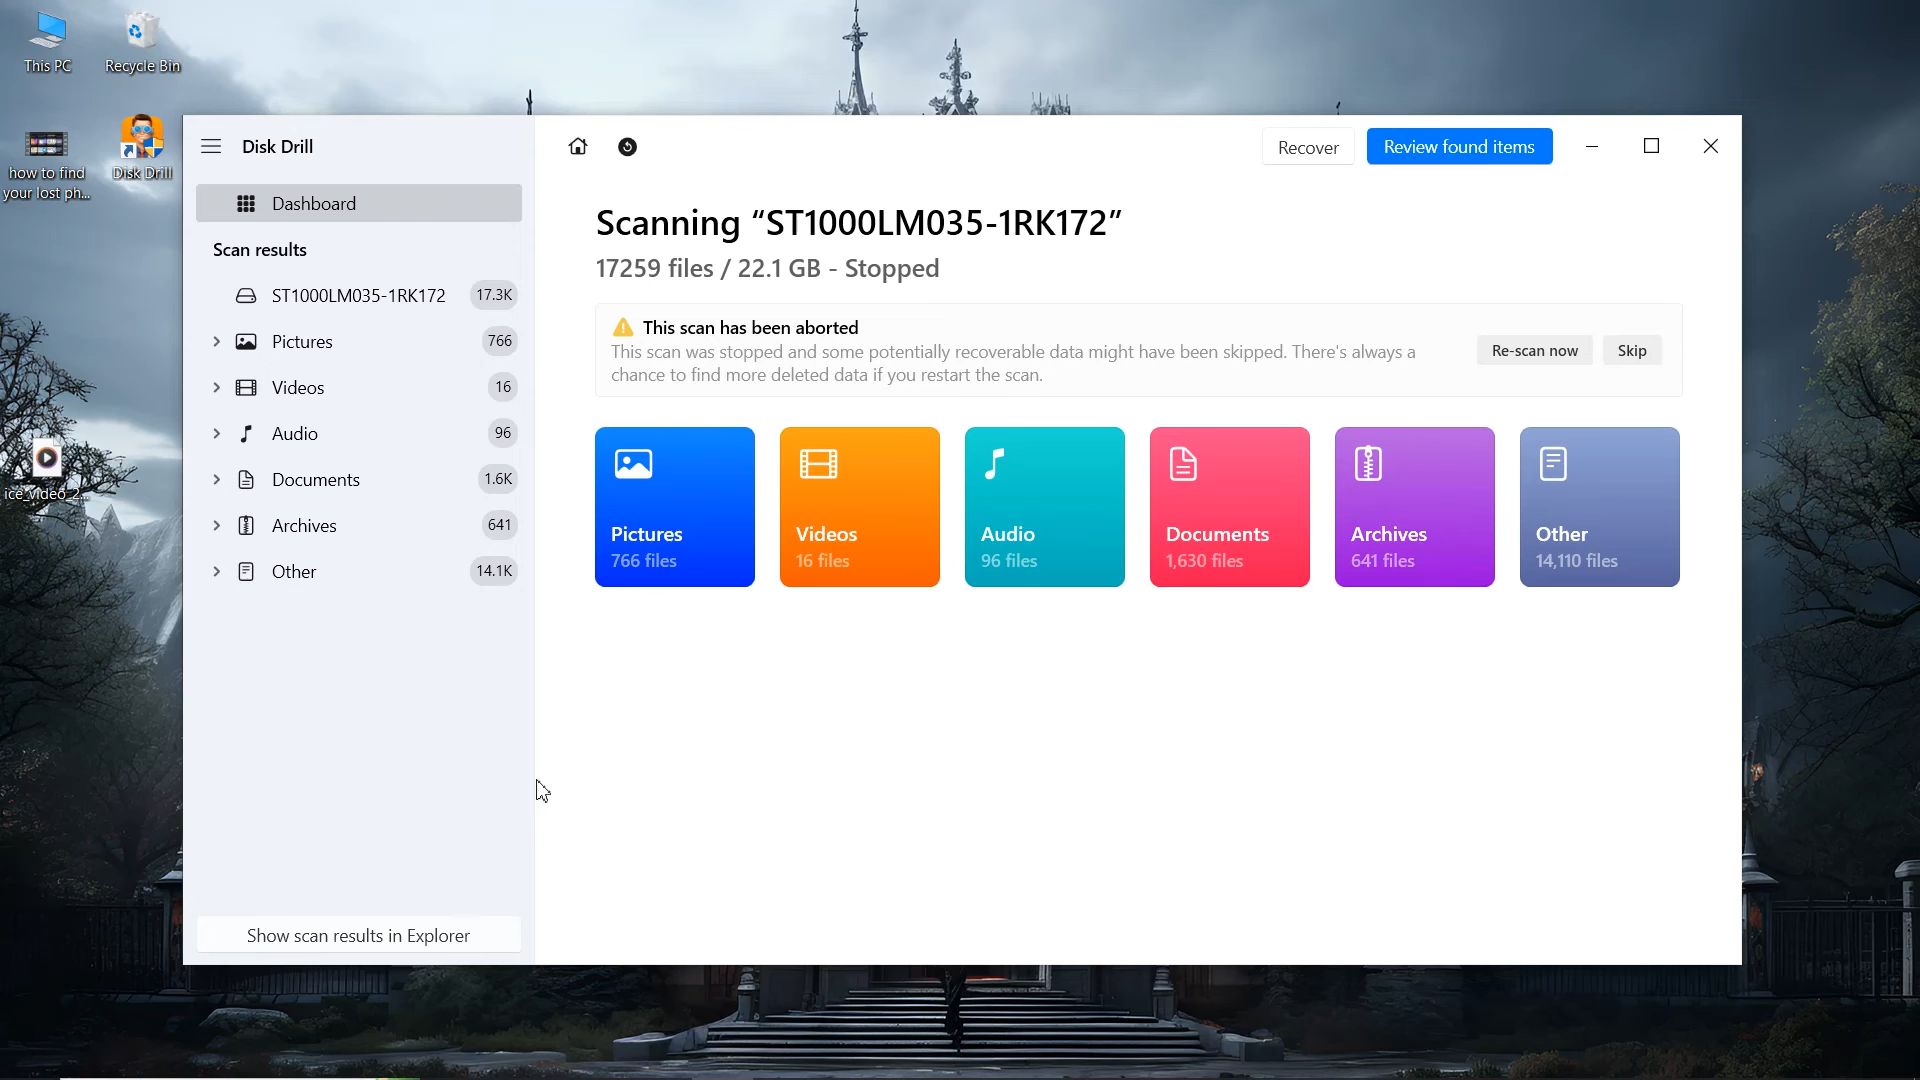 This PC
Recycle Bin
how to find
your lost ph...
Disk Drill
ice_video_2...
Disk Drill
Dashboard
Scan results
ST1000LM035-1RK172 17.3K
Pictures 766
Videos 16
Audio 96
Documents 1.6K
Archives 641
Other 14.1K
Show scan results in Explorer
Recover
Review found items
Scanning “ST1000LM035-1RK172”
17259 files / 22.1 GB - Stopped
This scan has been aborted
This scan was stopped and some potentially recoverable data might have been skipped. There's always a
chance to find more deleted data if you restart the scan.
Re-scan now
Skip
Pictures
766 files
Videos
16 files
Audio
96 files
Documents
1,630 files
Archives
641 files
Other
14,110 files